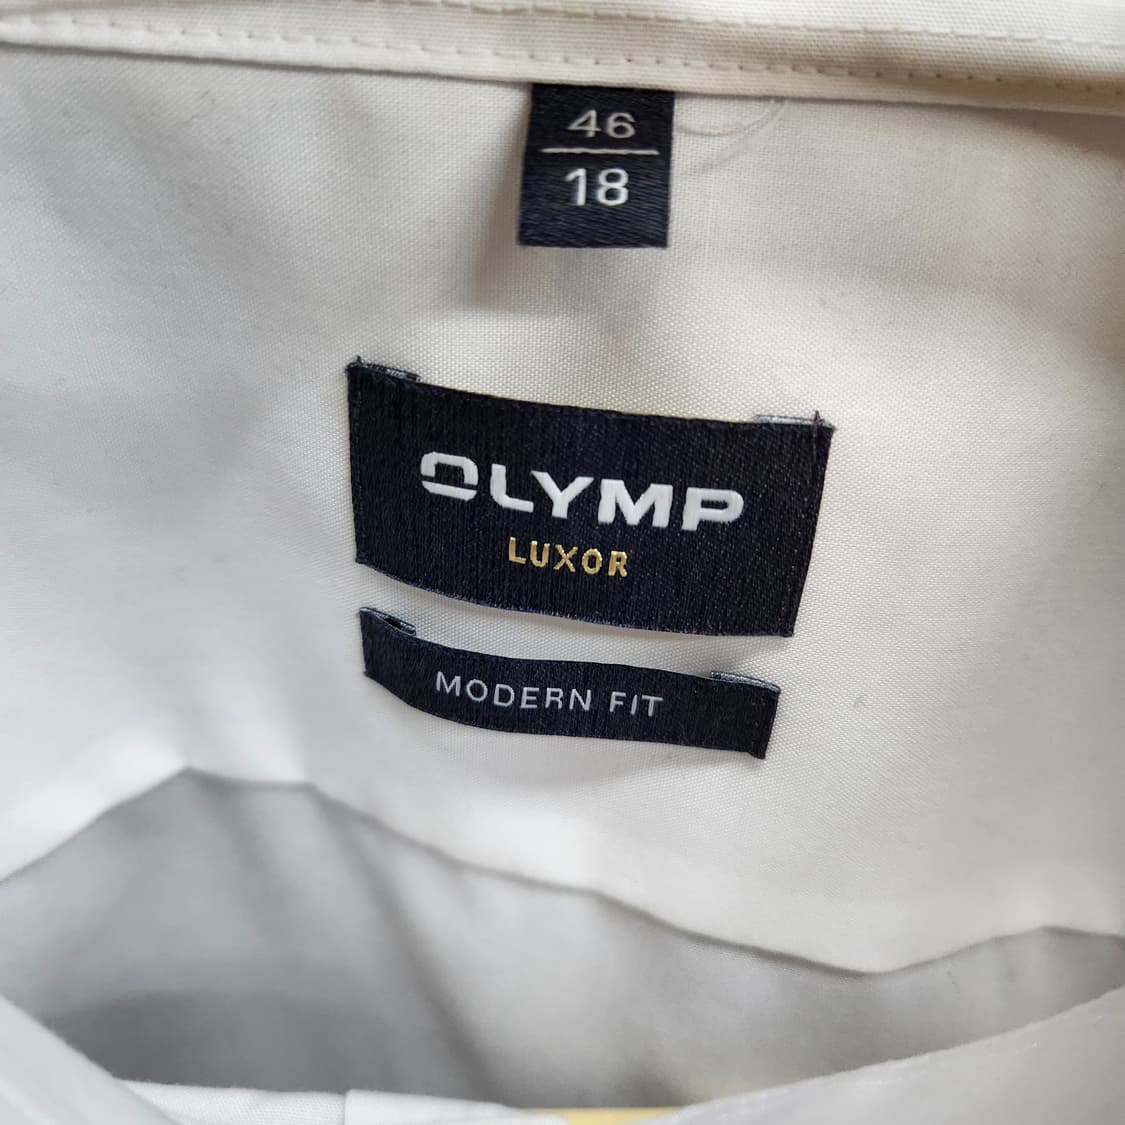 46
18
OLYMP
LUXOR
MODERN FIT